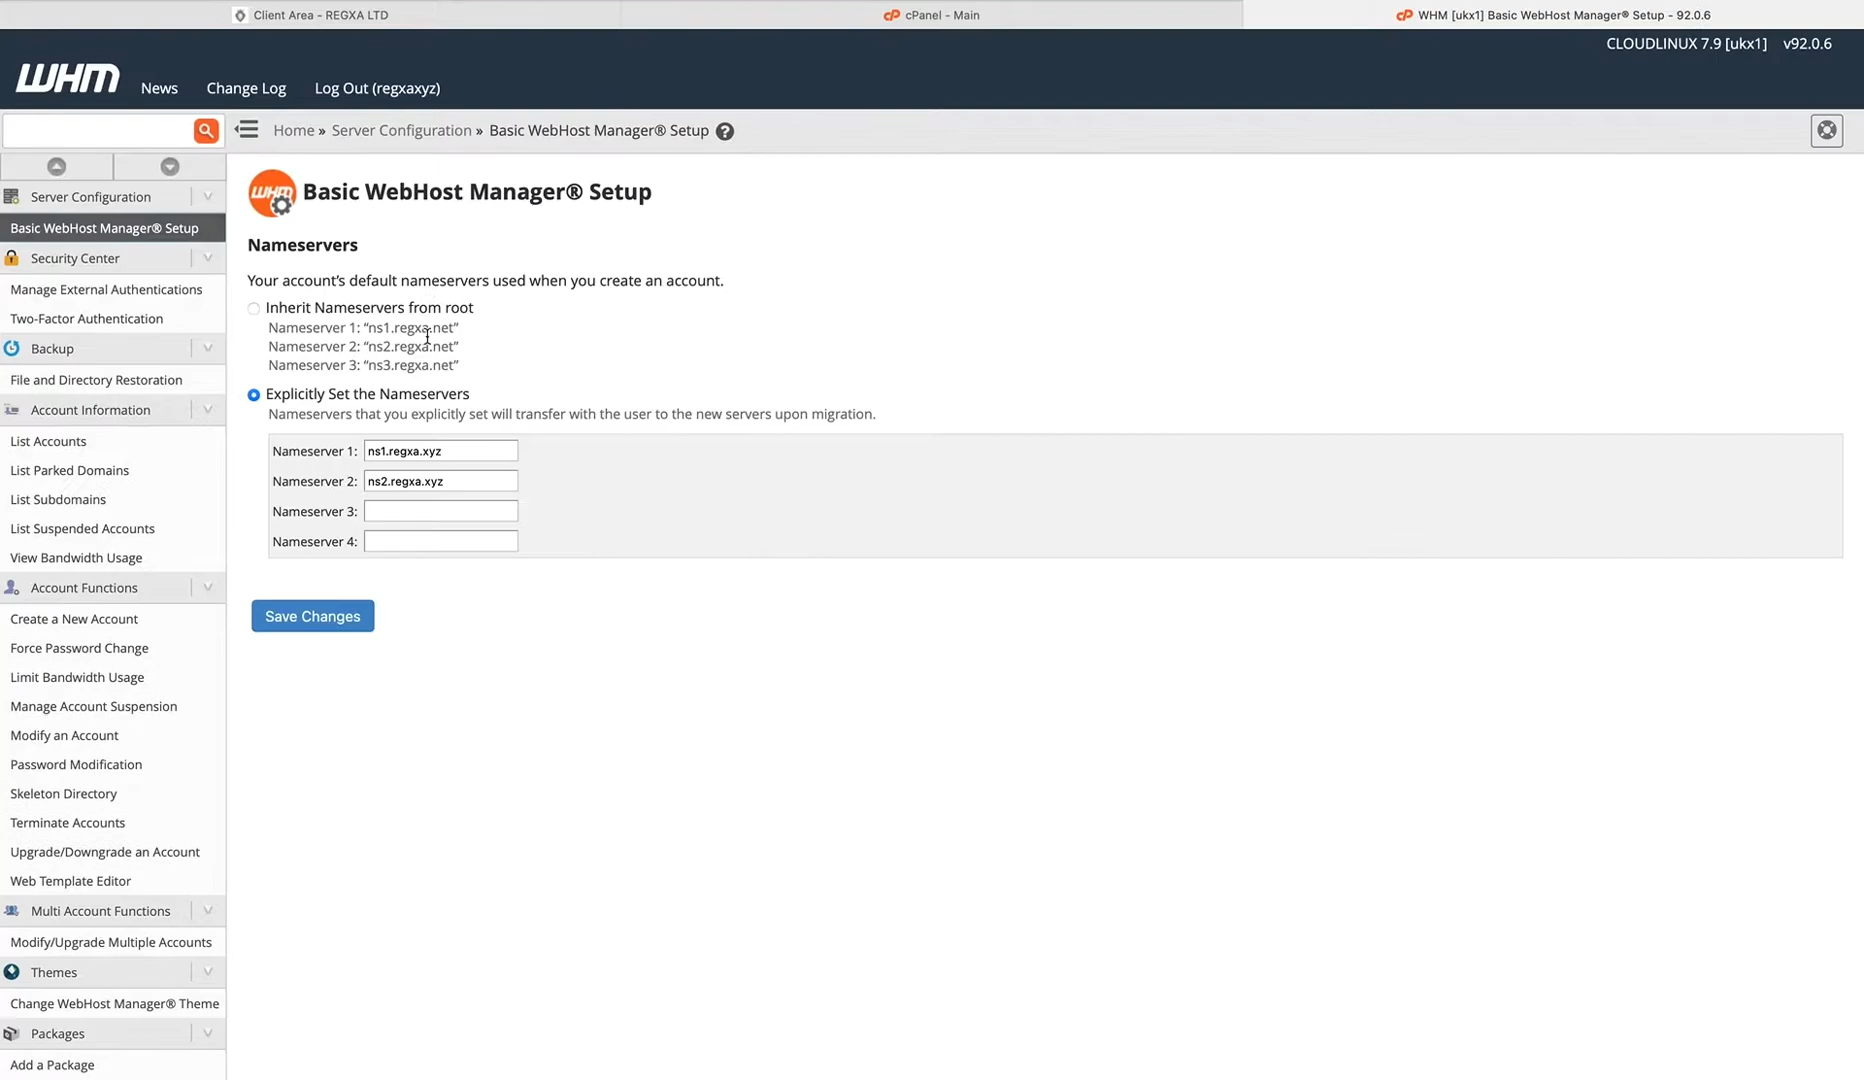 Client Area - REGXA LTD
cPanel - Main
WHM [ukx1] Basic WebHost Manager® Setup - 92.0.6
CLOUDLINUX 7.9 [ukx1] v92.0.6
WHM News Change Log Log Out (regxaxyz)
Home » Server Configuration » Basic WebHost Manager® Setup ?
Server Configuration
Basic WebHost Manager® Setup
Security Center
Manage External Authentications
Two-Factor Authentication
Backup
File and Directory Restoration
Account Information
List Accounts
List Parked Domains
List Subdomains
List Suspended Accounts
View Bandwidth Usage
Account Functions
Create a New Account
Force Password Change
Limit Bandwidth Usage
Manage Account Suspension
Modify an Account
Password Modification
Skeleton Directory
Terminate Accounts
Upgrade/Downgrade an Account
Web Template Editor
Multi Account Functions
Modify/Upgrade Multiple Accounts
Themes
Change WebHost Manager® Theme
Packages
Add a Package
WHM Basic WebHost Manager® Setup
Nameservers
Your account’s default nameservers used when you create an account.
Inherit Nameservers from root
Nameserver 1: “ns1.regxa.net”
Nameserver 2: “ns2.regxa.net”
Nameserver 3: “ns3.regxa.net”
Explicitly Set the Nameservers
Nameservers that you explicitly set will transfer with the user to the new servers upon migration.
Nameserver 1: ns1.regxa.xyz
Nameserver 2: ns2.regxa.xyz
Nameserver 3:
Nameserver 4:
Save Changes